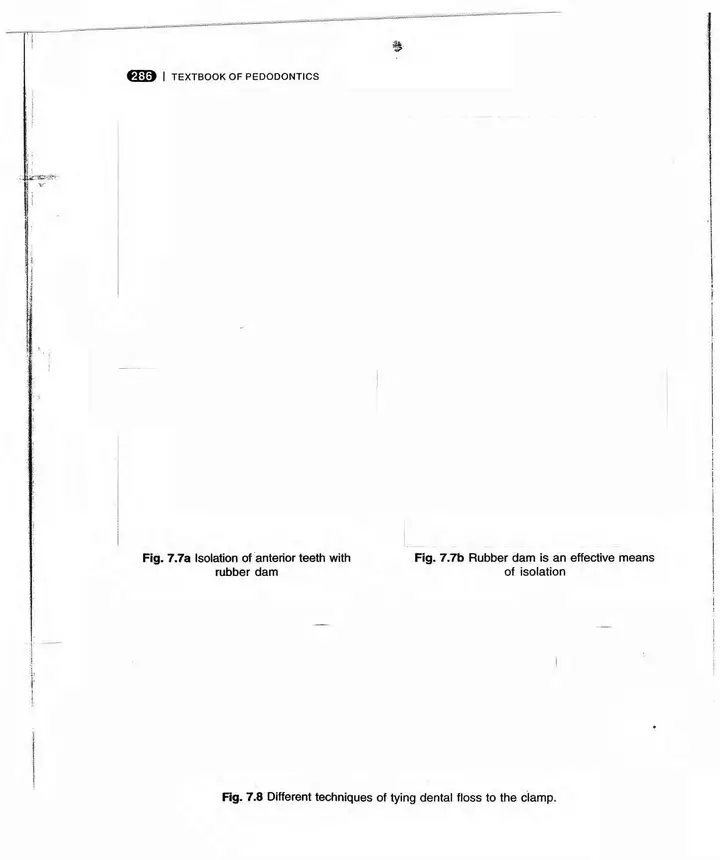 286 | TEXTBOOK OF PEDODONTICS
Fig. 7.7a Isolation of anterior teeth with
rubber dam
Fig. 7.7b Rubber dam is an effective means
of isolation
Fig. 7.8 Different techniques of tying dental floss to the clamp.